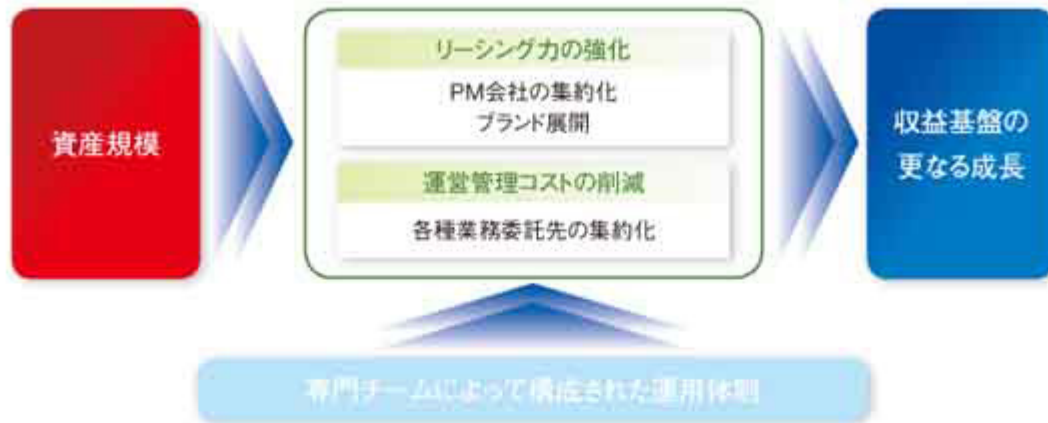 資産規模
リーシング力の強化
PM会社の集約化
ブランド展開
運営管理コストの削減
各種業務委託先の集約化
収益基盤の
更なる成長
専門チームによって構成された運用体制